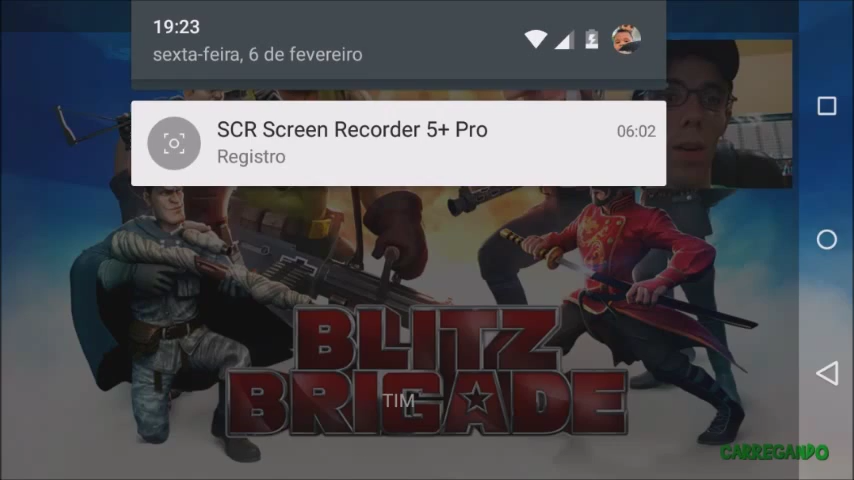 19:23
sexta-feira, 6 de fevereiro
SCR Screen Recorder 5+ Pro
06:02
Registro
BLITZ
BRIGADE
TIM
CARREGANDO